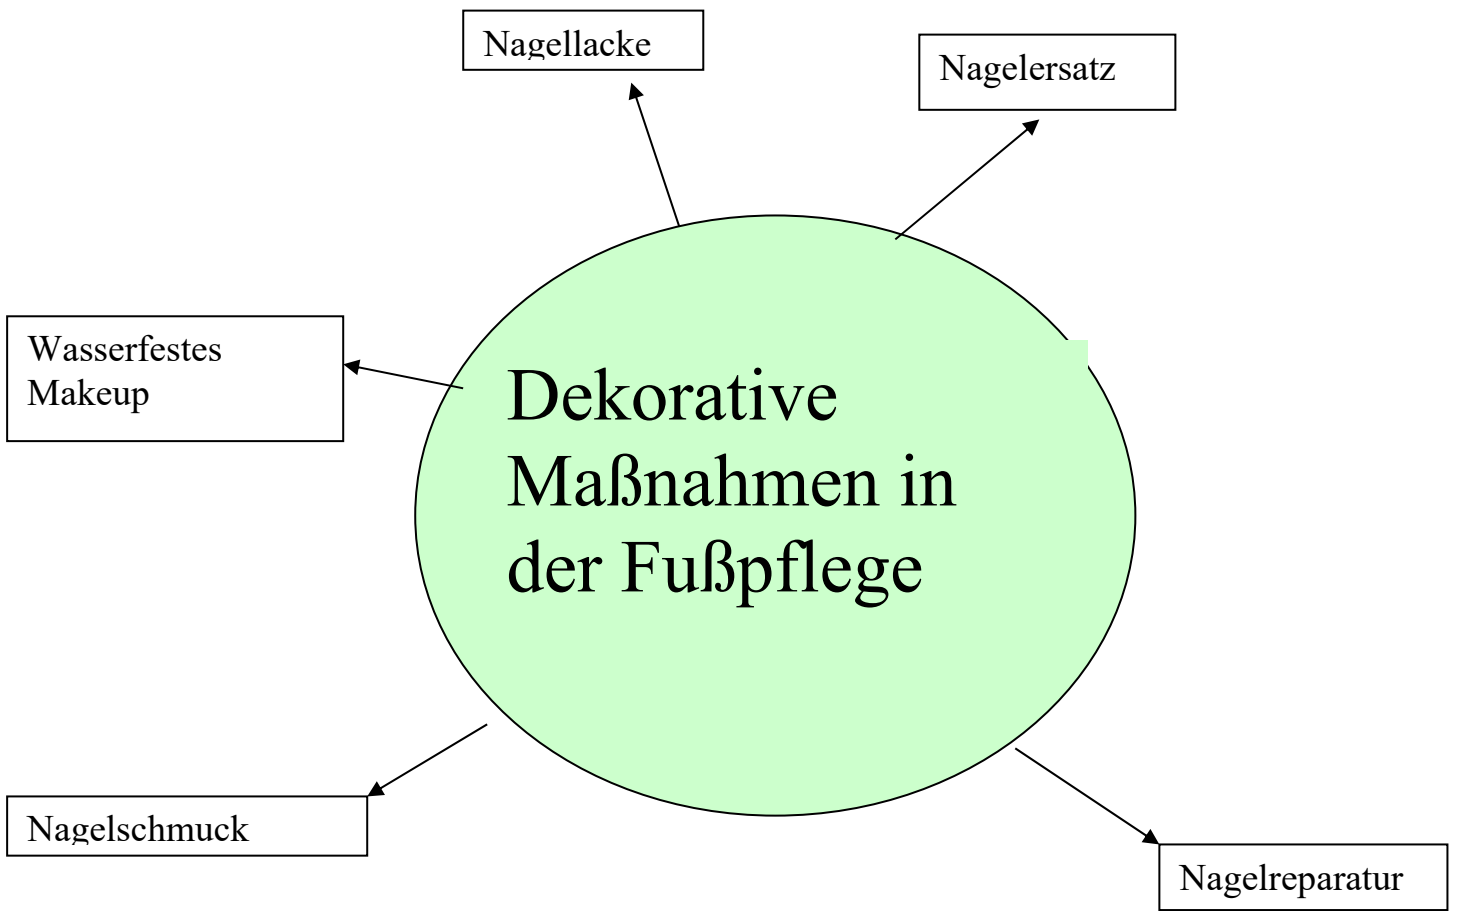 Nagellacke
Nagelersatz
Wasserfestes
Makeup
Dekorative
Maßnahmen in
der Fußpflege
Nagelschmuck
Nagelreparatur